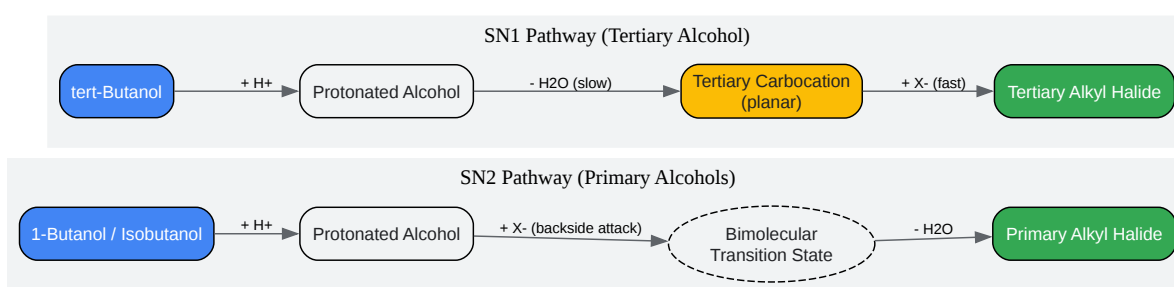 SN1 Pathway (Tertiary Alcohol)
tert-Butanol
+ H+
Protonated Alcohol
- H2O (slow)
Tertiary Carbocation
(planar)
+ X- (fast)
Tertiary Alkyl Halide
SN2 Pathway (Primary Alcohols)
1-Butanol / Isobutanol
+ H+
Protonated Alcohol
+ X- (backside attack)
Bimolecular
Transition State
- H2O
Primary Alkyl Halide